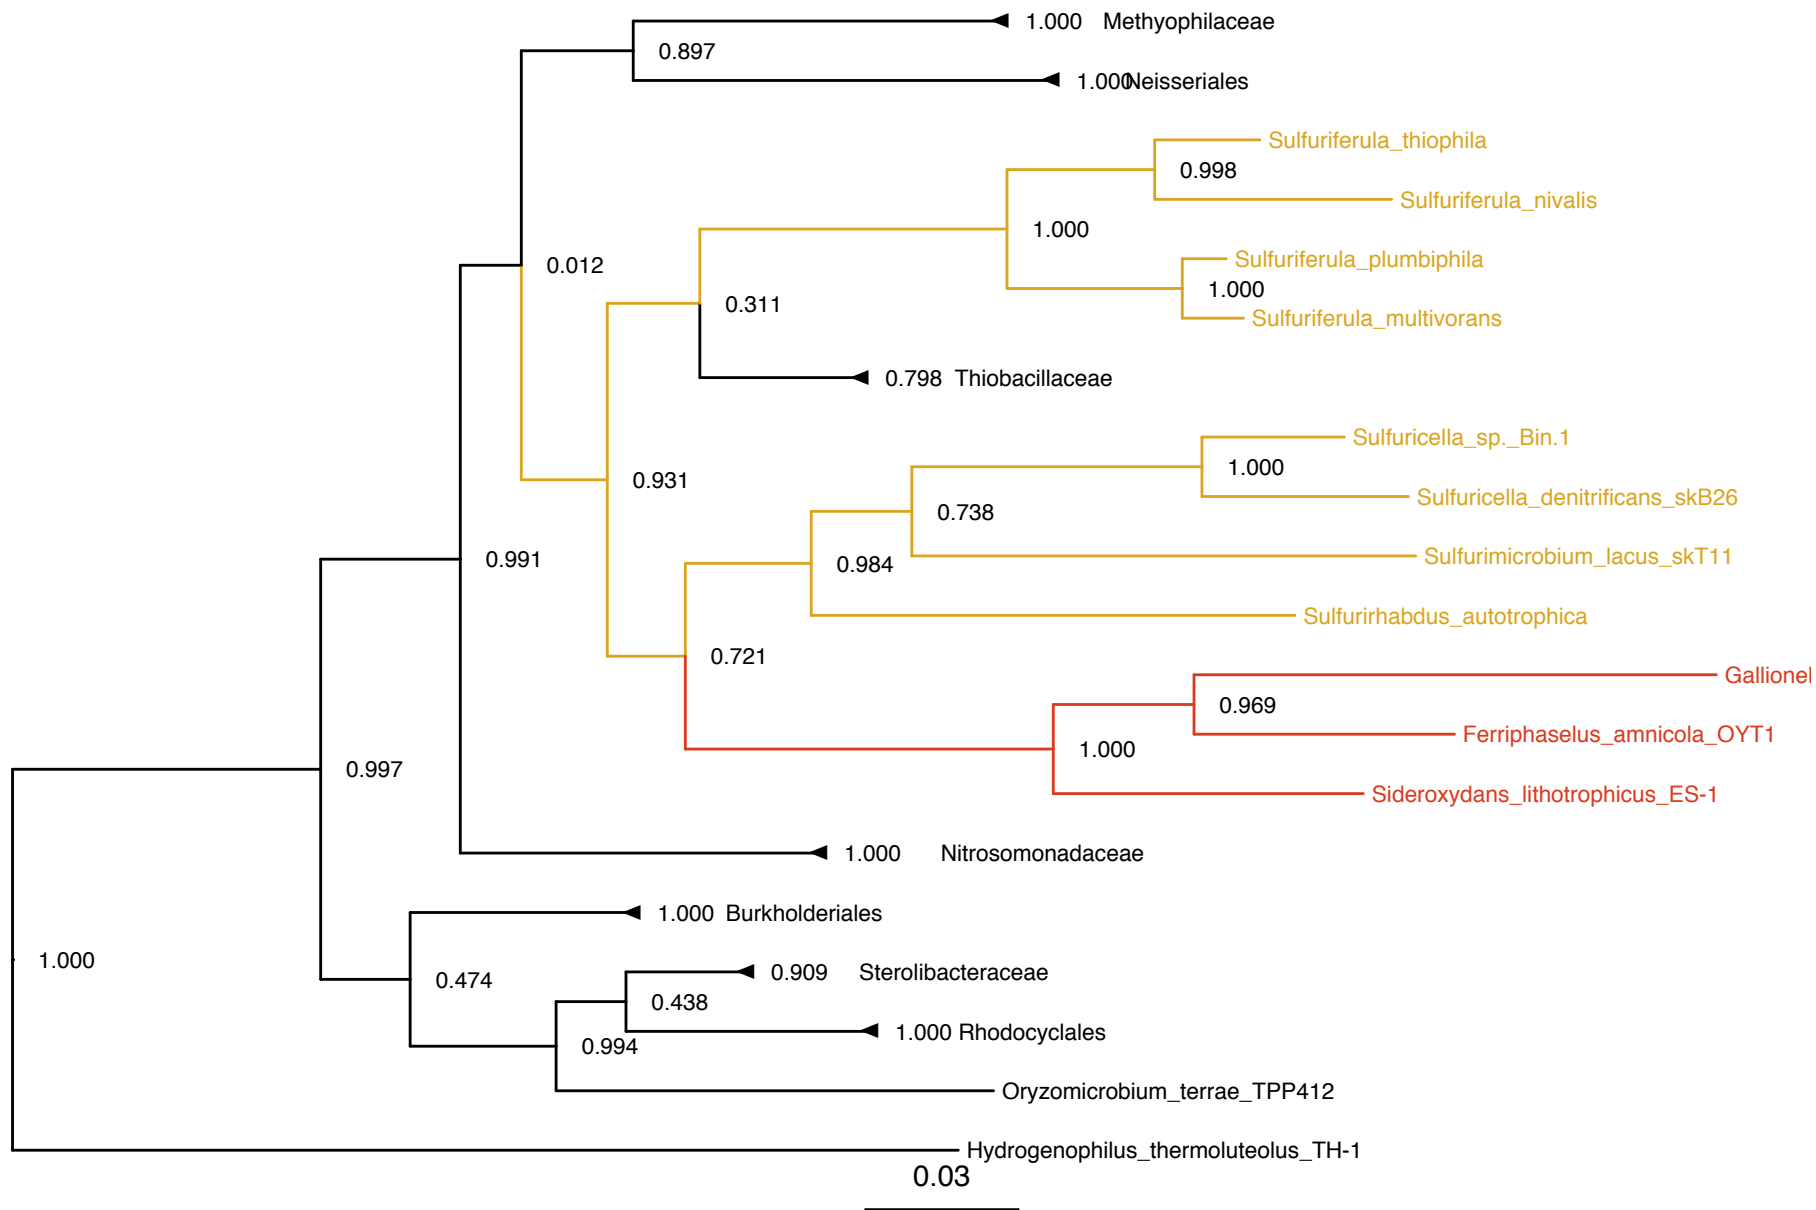 1.000 Methyophilaceae
0.897
1.000 Neisseriales
Sulfuriferula_thiophila
0.998
Sulfuriferula_nivalis
1.000
Sulfuriferula_plumbiphila
0.012
1.000
0.311
Sulfuriferula_multivorans
0.798 Thiobacillaceae
Sulfuricella_sp._Bin.1
1.000
0.931
Sulfuricella_denitrificans_skB26
0.738
Sulfurimicrobium_lacus_skT11
0.991
0.984
Sulfurirhabdus_autotrophica
0.721
Gallionel
0.969
Ferriphaselus_amnicola_OYT1
1.000
0.997
Sideroxydans_lithotrophicus_ES-1
1.000 Nitrosomonadaceae
1.000 Burkholderiales
1.000
0.909 Sterolibacteraceae
0.474
0.438
1.000 Rhodocyclales
0.994
Oryzomicrobium_terrae_TPP412
Hydrogenophilus_thermoluteolus_TH-1
0.03